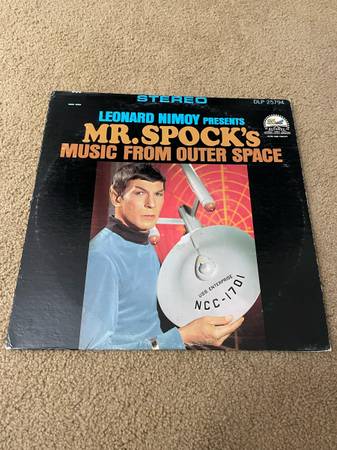 STEREO
DLP 25794
LEONARD NIMOY PRESENTS
MR. SPOCK's
MUSIC FROM OUTER SPACE
USS ENTERPRISE
NCC-1701